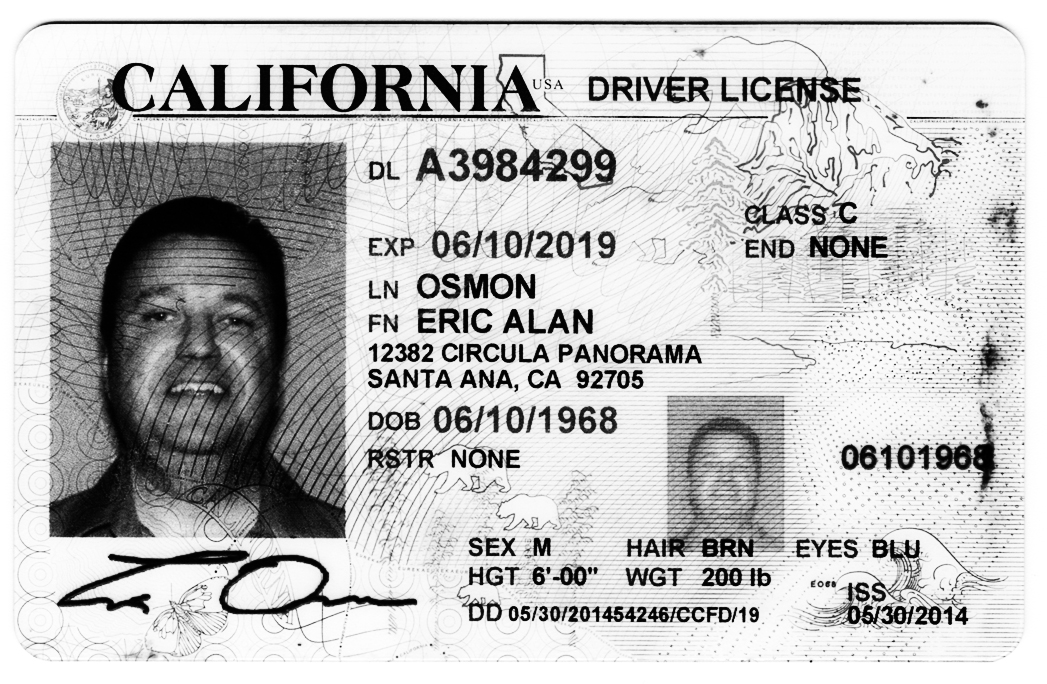 CALIFORNIA USA DRIVER LICENSE
DL A3984299
CLASS C
EXP 06/10/2019
END NONE
LN OSMON
FN ERIC ALAN
12382 CIRCULA PANORAMA
SANTA ANA, CA 92705
DOB 06/10/1968
RSTR NONE
06101968
SEX M HAIR BRN EYES BLU
HGT 6'-00" WGT 200 lb
ISS
DD 05/30/201454246/CCFD/19
05/30/2014